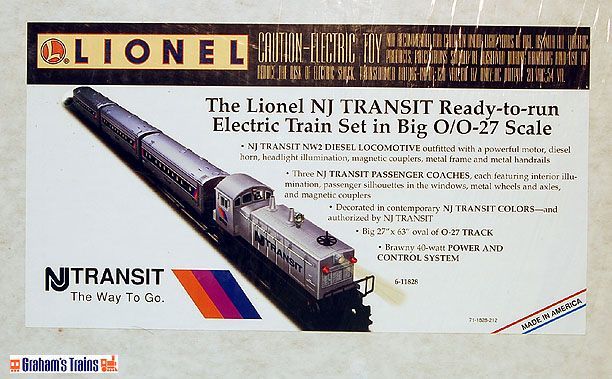 LIONEL
CAUTION-ELECTRIC TOY
The Lionel NJ TRANSIT Ready-to-run
Electric Train Set in Big O/O-27 Scale
• NJ TRANSIT NW2 DIESEL LOCOMOTIVE outfitted with a powerful motor, diesel
horn, headlight illumination, magnetic couplers, metal frame and metal handrails
• Three NJ TRANSIT PASSENGER COACHES, each featuring interior illu-
mination, passenger silhouettes in the windows, metal wheels and axles,
and magnetic couplers
• Decorated in contemporary NJ TRANSIT COLORS—and
authorized by NJ TRANSIT
• Big 27" x 63" oval of O-27 TRACK
• Brawny 40-watt POWER AND
CONTROL SYSTEM
6-11828
NJ TRANSIT
NJ TRANSIT
The Way To Go.
71-1828-212
MADE IN AMERICA
Graham's Trains